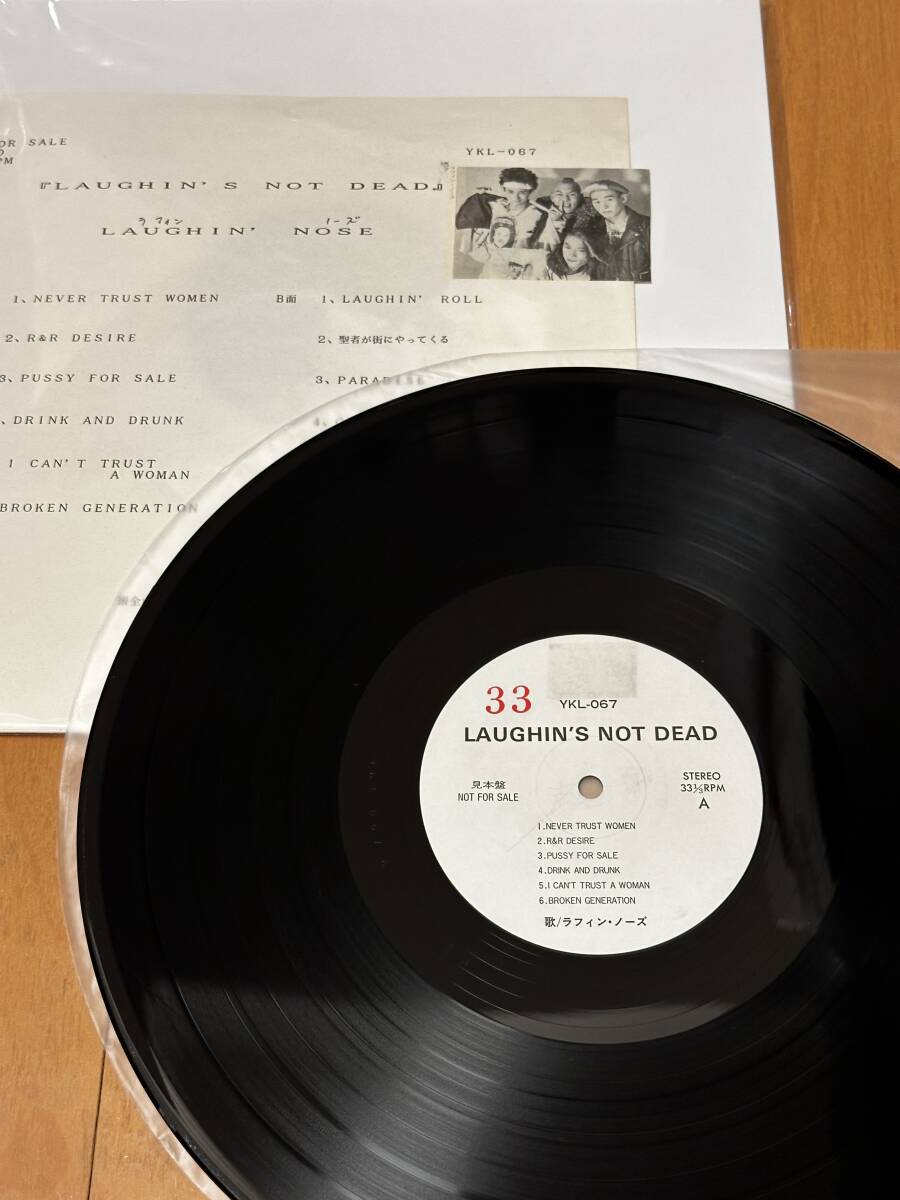 OR SALE
PM
YKL-067
『LAUGHIN'S NOT DEAD』
ラフィン ノーズ
LAUGHIN' NOSE
1、NEVER TRUST WOMEN
B面 1、LAUGHIN' ROLL
2、R&R DESIRE
2、聖者が街にやってくる
3、PUSSY FOR SALE
3、PARADISE
、DRINK AND DRUNK
4、
I CAN'T TRUST
A WOMAN
BROKEN GENERATION
33 YKL-067
LAUGHIN'S NOT DEAD
見本盤
NOT FOR SALE
STEREO
33⅓RPM
A
1.NEVER TRUST WOMEN
2.R&R DESIRE
3.PUSSY FOR SALE
4.DRINK AND DRUNK
5.I CAN'T TRUST A WOMAN
6.BROKEN GENERATION
歌/ラフィン・ノーズ